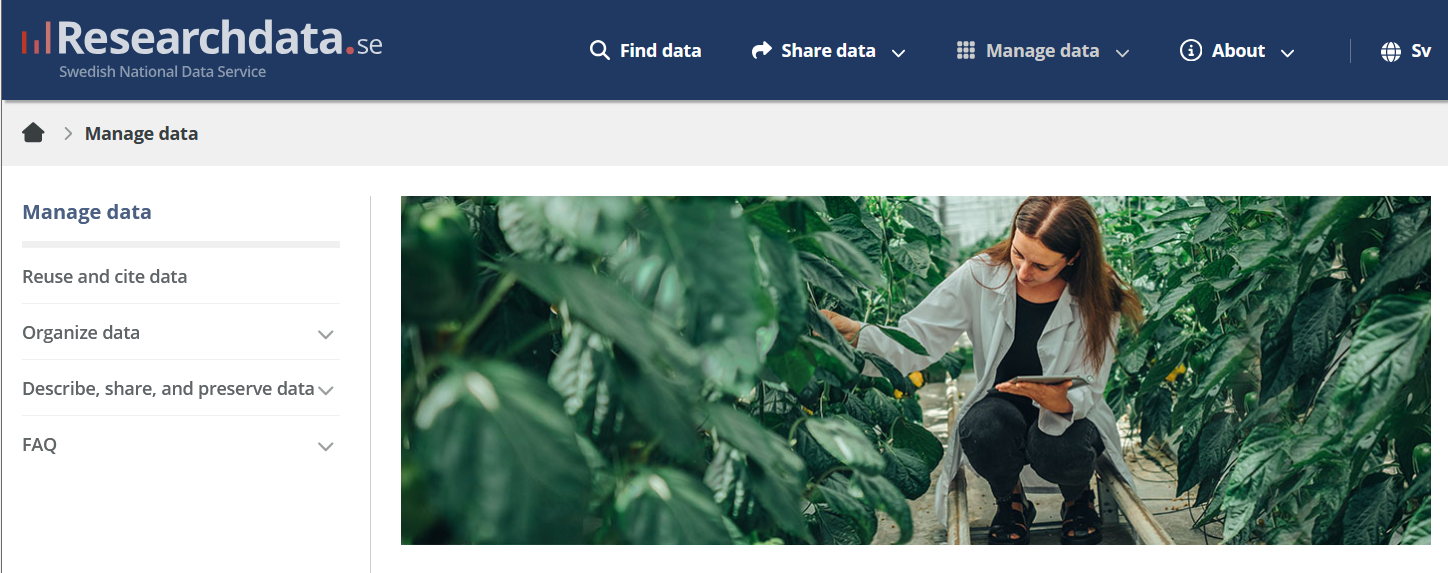 Researchdata.se
Swedish National Data Service
Find data
Share data
Manage data
About
Sv
Manage data
Manage data
Reuse and cite data
Organize data
Describe, share, and preserve data
FAQ